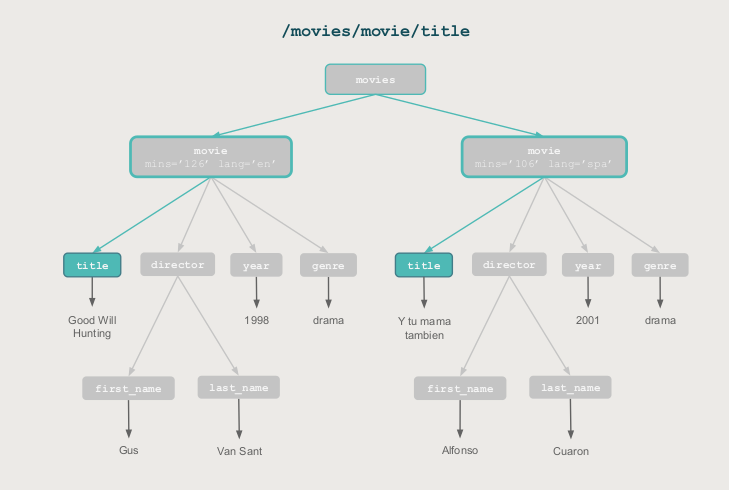 /movies/movie/title
movies
movie
mins=’126’ lang=’en’
movie
mins=’106’ lang=’spa’
title
director
year
genre
title
director
year
genre
Good Will
Hunting
1998
drama
Y tu mama
tambien
2001
drama
first_name
last_name
first_name
last_name
Gus
Van Sant
Alfonso
Cuaron